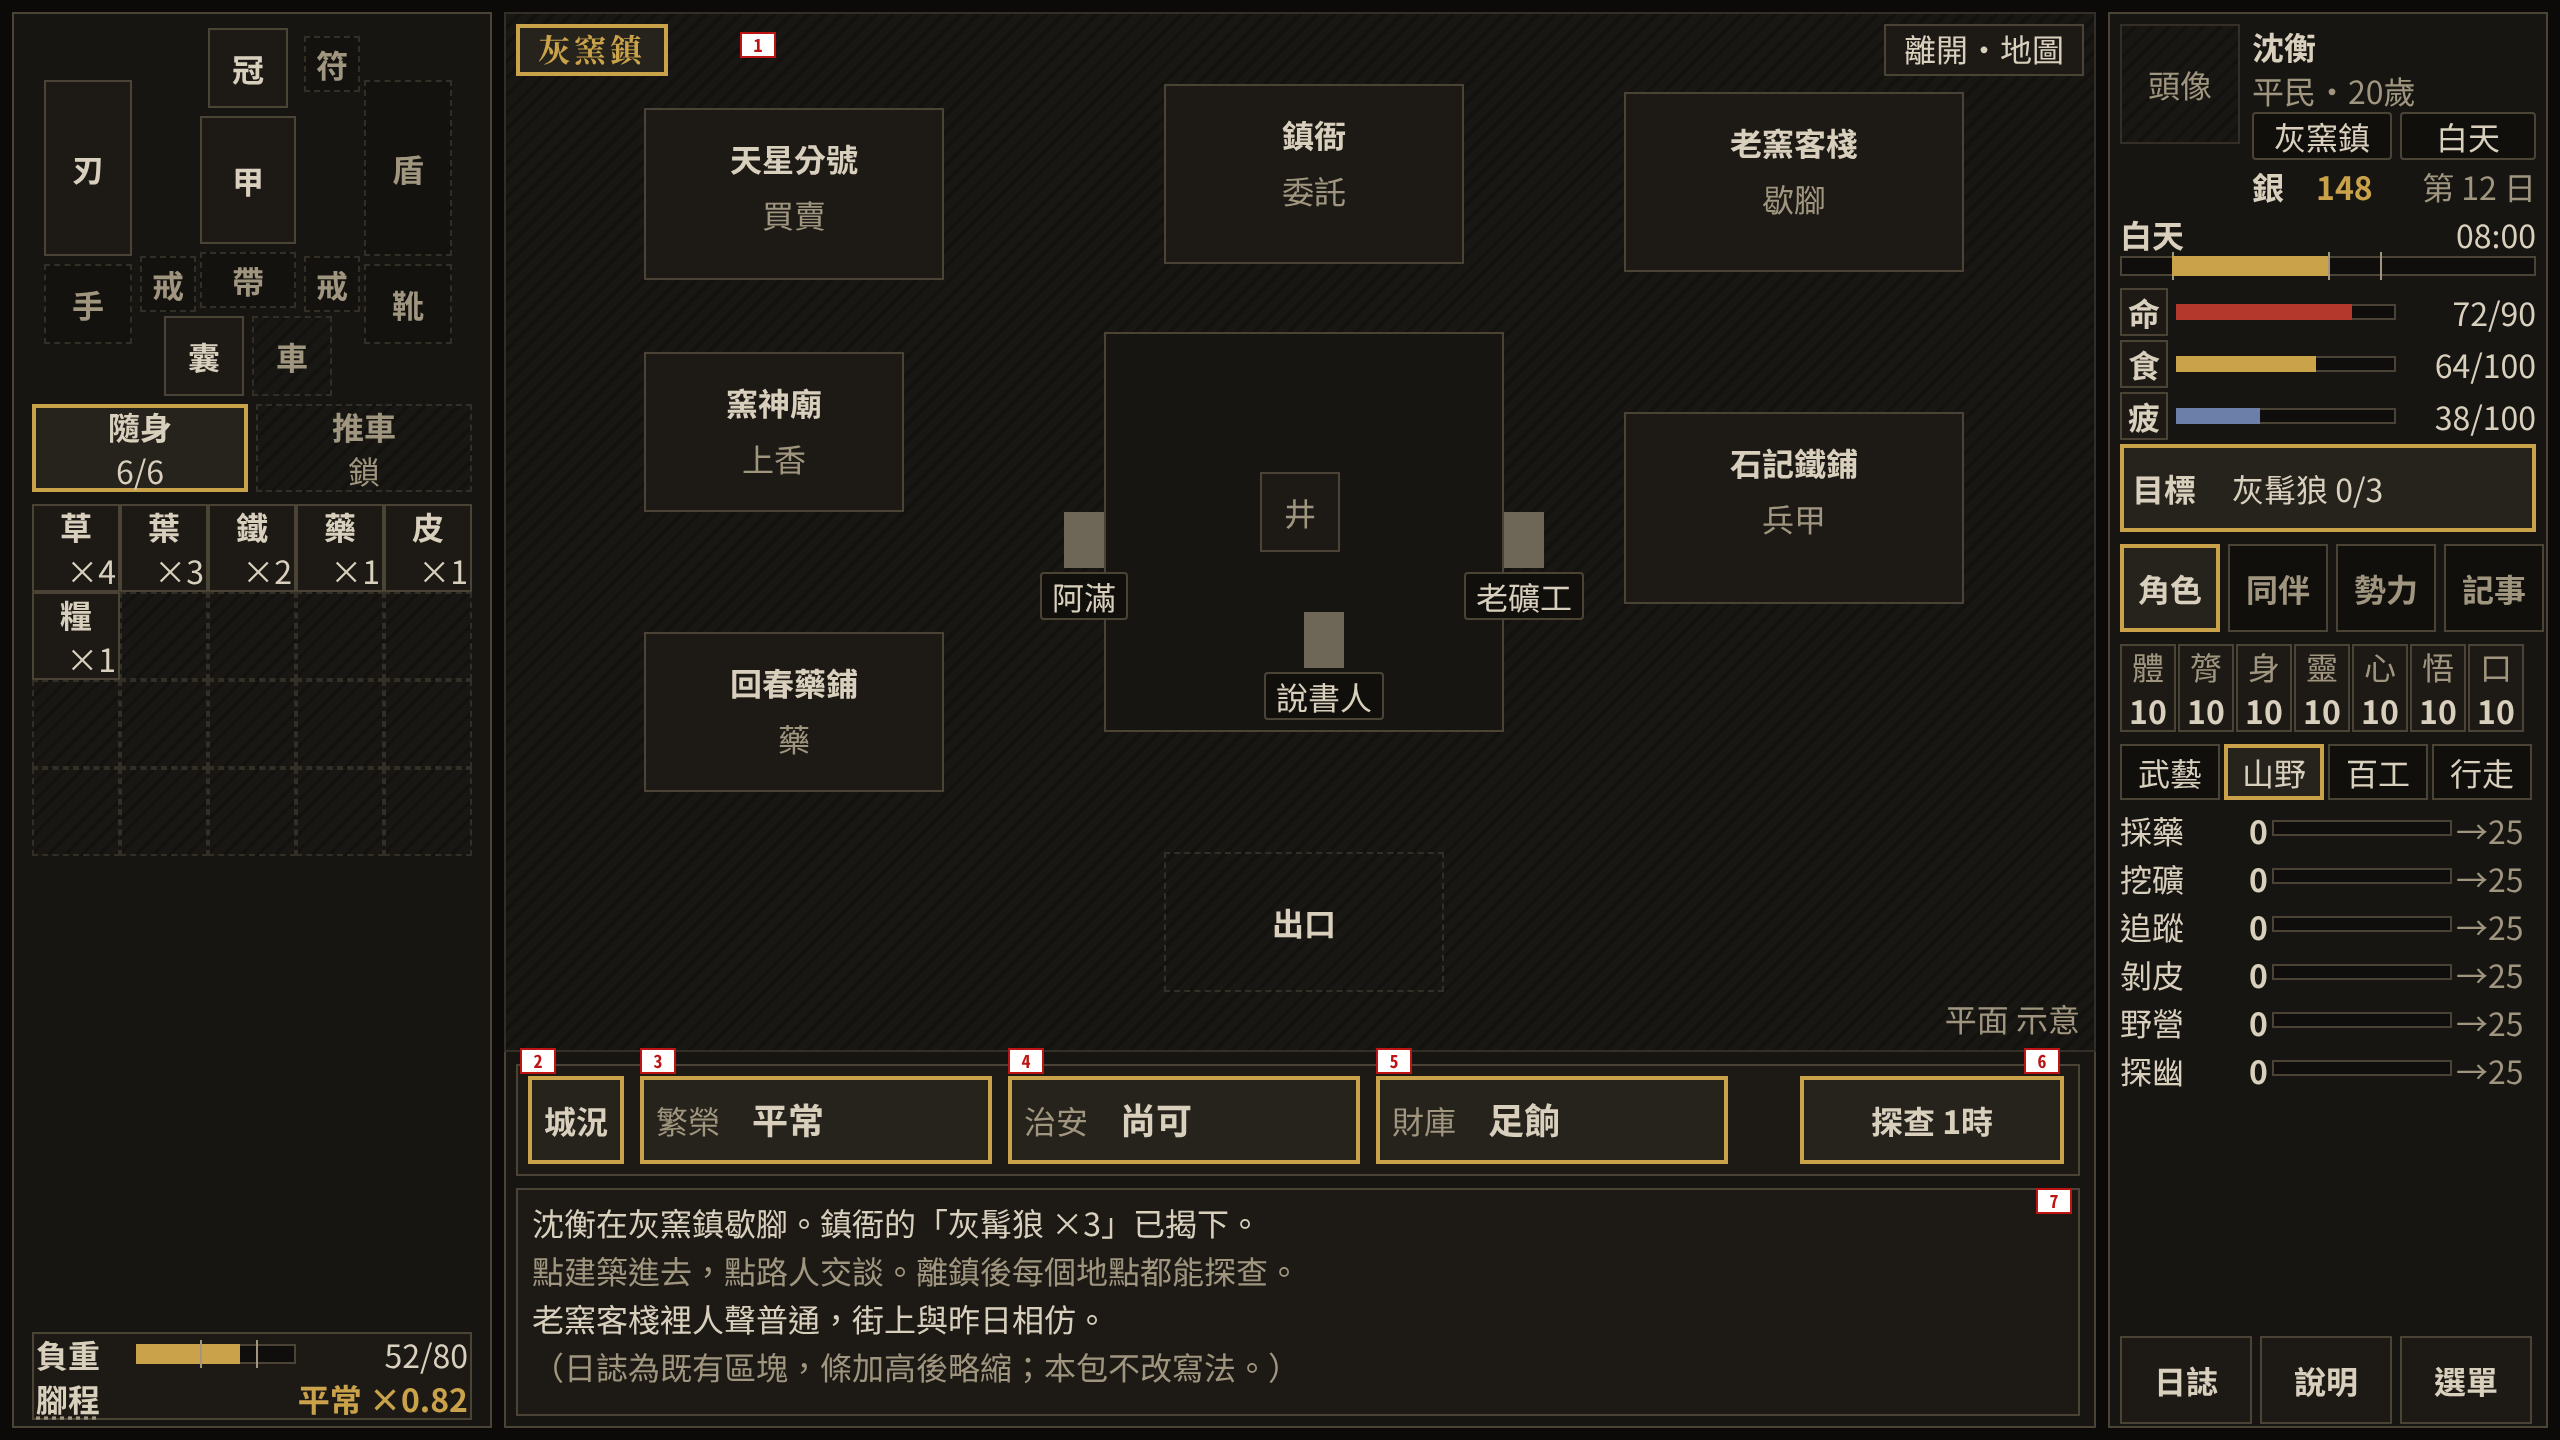 冠
符
刃
甲
盾
手
戒
帶
戒
靴
囊
車
隨身
6/6
推車
鎖
草 ×4
葉 ×3
鐵 ×2
藥 ×1
皮 ×1
糧 ×1
負重 52/80
腳程 平常 ×0.82
灰窯鎮
1
離開・地圖
天星分號
買賣
鎮衙
委託
老窯客棧
歇腳
窯神廟
上香
井
石記鐵鋪
兵甲
阿滿
老礦工
說書人
回春藥鋪
藥
出口
平面 示意
2
3
4
5
6
城況
繁榮 平常
治安 尚可
財庫 足餉
探查 1時
7
沈衡在灰窯鎮歇腳。鎮衙的「灰髯狼 ×3」已揭下。
點建築進去，點路人交談。離鎮後每個地點都能探查。
老窯客棧裡人聲普通，街上與昨日相仿。
（日誌為既有區塊，條加高後略縮；本包不改寫法。）
頭像
沈衡
平民・20歲
灰窯鎮 白天
銀 148 第 12 日
白天 08:00
命 72/90
食 64/100
疲 38/100
目標 灰髯狼 0/3
角色 同伴 勢力 記事
體 膂 身 靈 心 悟 口
10 10 10 10 10 10 10
武藝 山野 百工 行走
採藥 0 →25
挖礦 0 →25
追蹤 0 →25
剝皮 0 →25
野營 0 →25
探幽 0 →25
日誌 說明 選單